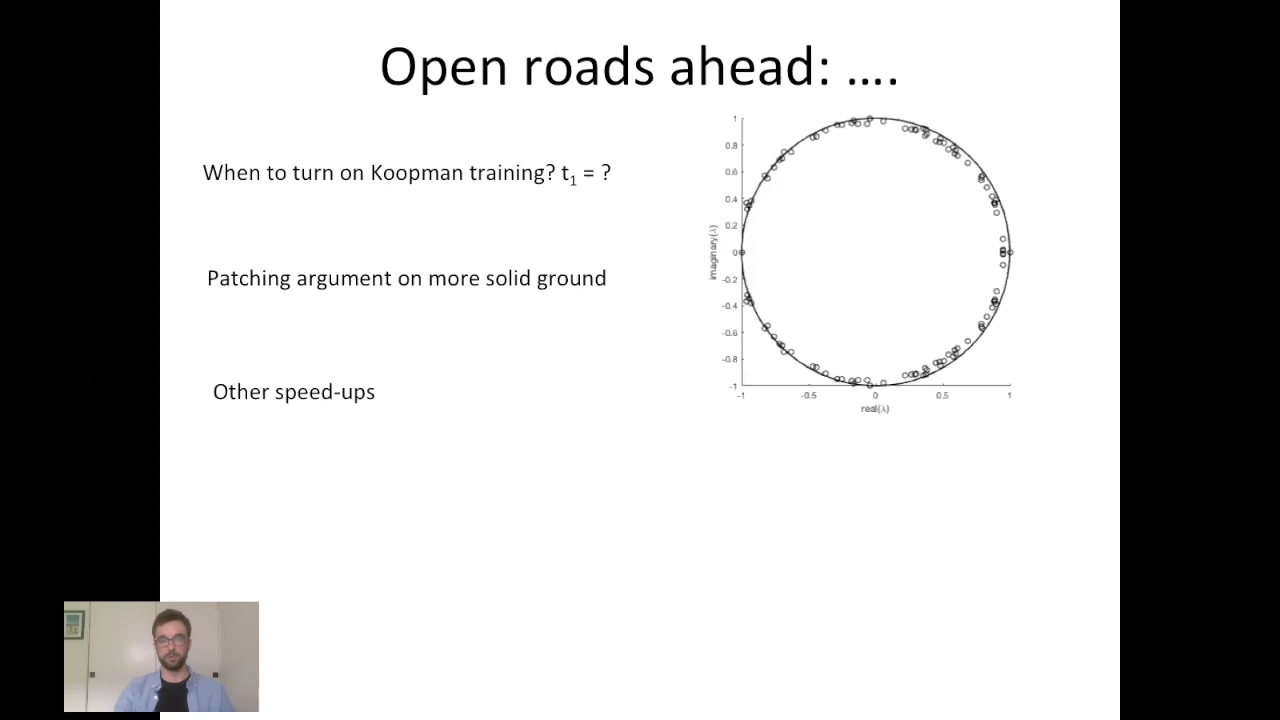 Open roads ahead: ….
When to turn on Koopman training? t₁ = ?
Patching argument on more solid ground
Other speed-ups
1
0.8
0.6
0.4
0.2
0
-0.2
-0.4
-0.6
-0.8
-1
imaginary(λ)
-1 -0.5 0 0.5 1
real(λ)